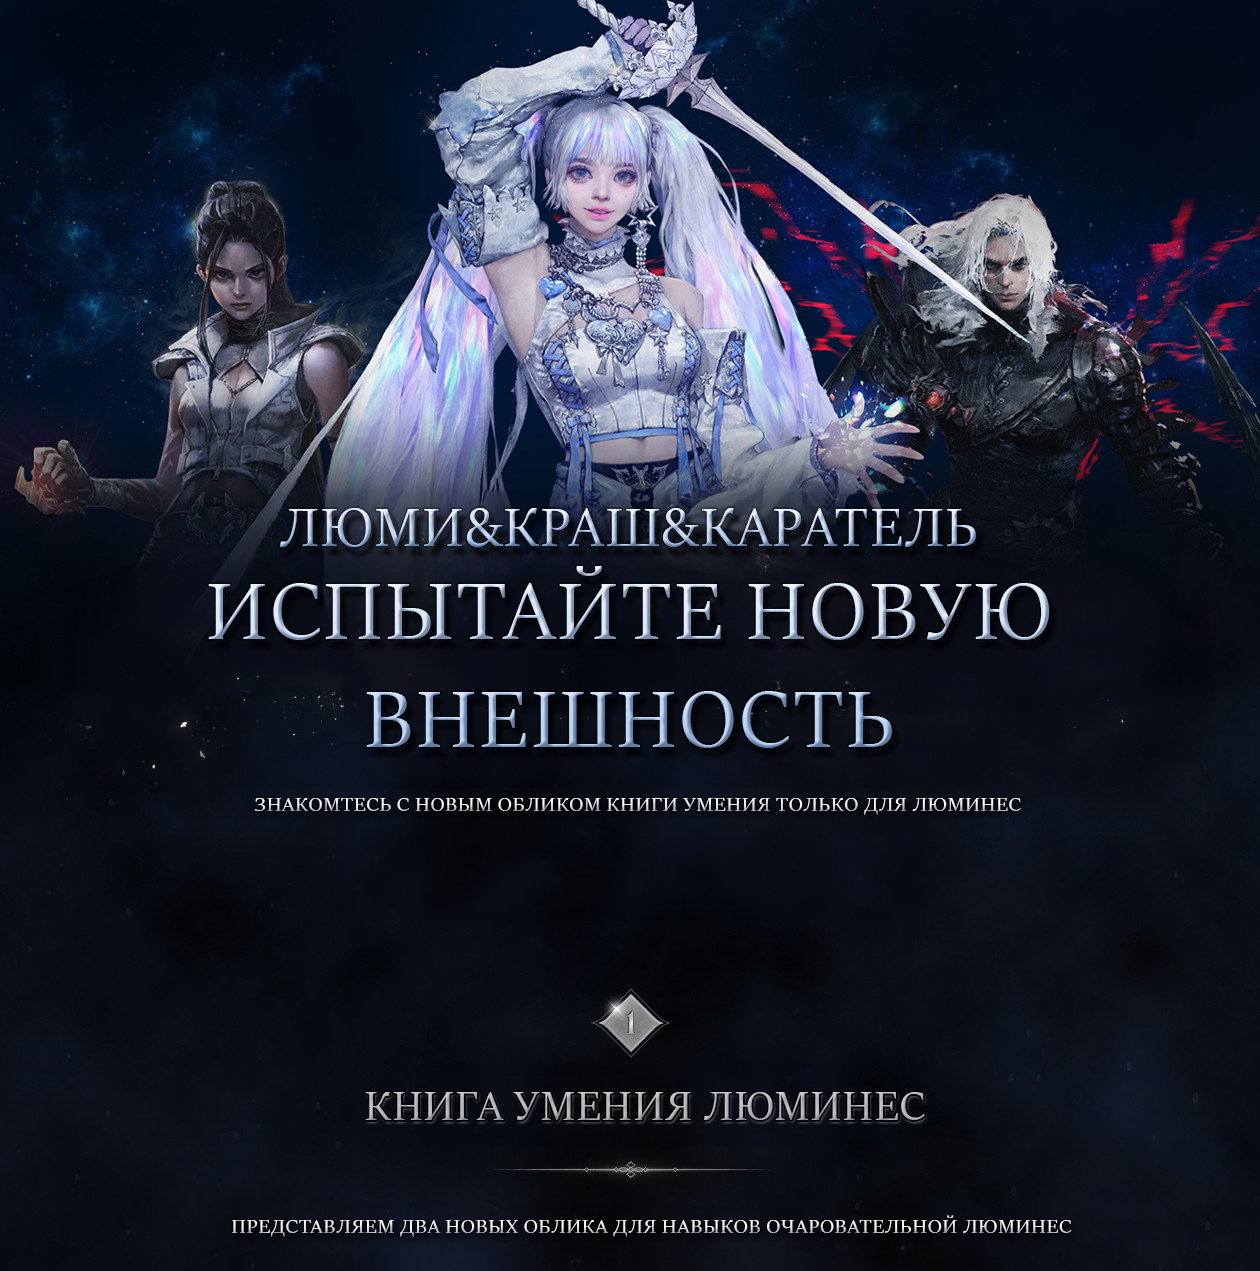 ЛЮМИ&КРАШ&КАРАТЕЛЬ
ИСПЫТАЙТЕ НОВУЮ
ВНЕШНОСТЬ
ЗНАКОМТЕСЬ С НОВЫМ ОБЛИКОМ КНИГИ УМЕНИЯ ТОЛЬКО ДЛЯ ЛЮМИНЕС
1
КНИГА УМЕНИЯ ЛЮМИНЕС
ПРЕДСТАВЛЯЕМ ДВА НОВЫХ ОБЛИКА ДЛЯ НАВЫКОВ ОЧАРОВАТЕЛЬНОЙ ЛЮМИНЕС